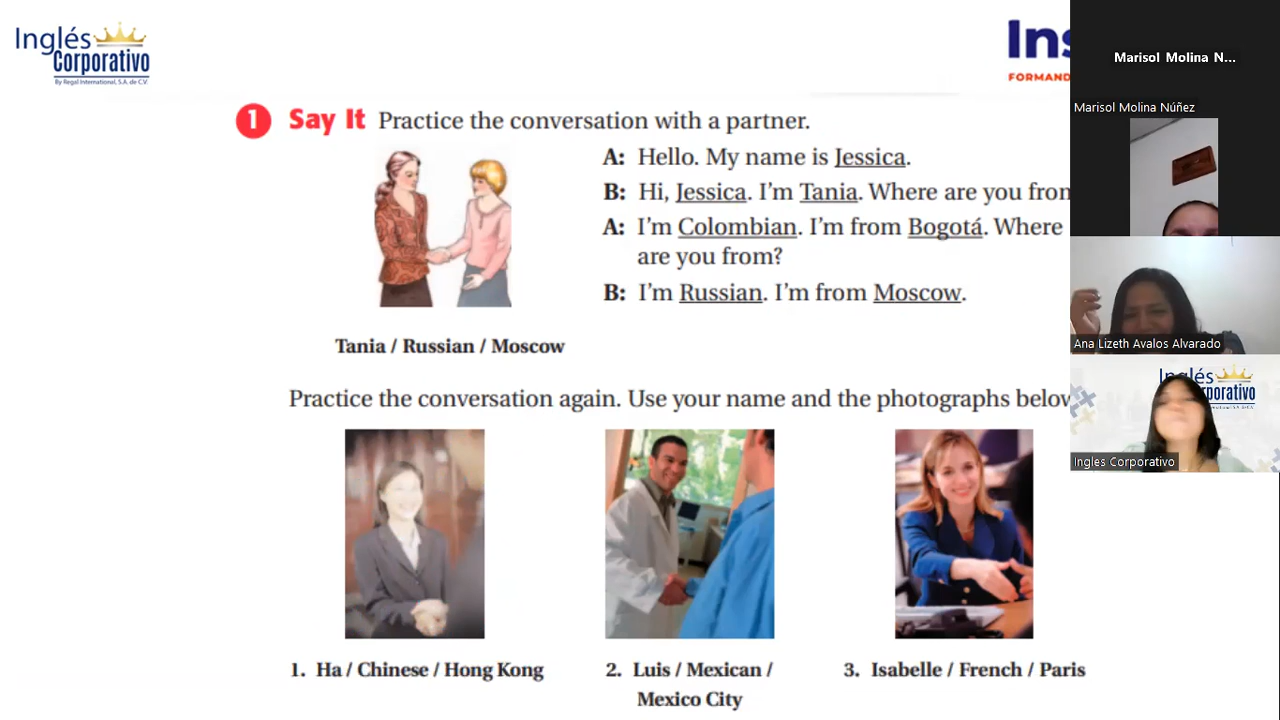 Inglés
Corporativo
By Regal International, S.A. de C.V.
Ins
FORMAND
Marisol Molina N...
Marisol Molina Núñez
1 Say It Practice the conversation with a partner.
A: Hello. My name is Jessica.
B: Hi, Jessica. I'm Tania. Where are you fron
A: I'm Colombian. I'm from Bogotá. Where
are you from?
B: I'm Russian. I'm from Moscow.
Tania / Russian / Moscow
Ana Lizeth Avalos Alvarado
Practice the conversation again. Use your name and the photographs below
Inglés
rporativo
Ingles Corporativo
1. Ha / Chinese / Hong Kong
2. Luis / Mexican /
Mexico City
3. Isabelle / French / Paris